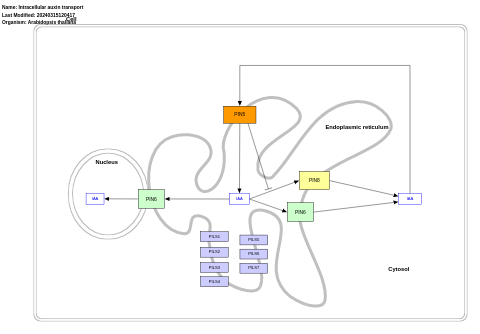 Name: Intracellular auxin transport
Last Modified: 20240315120417
Organism: Arabidopsis thaliana
Cell
PIN5
Endoplasmic reticulum
Nucleus
PIN8
IAA
PIN6
IAA
IAA
PIN6
PILS1
PILS5
PILS2
PILS6
PILS3
PILS7
PILS4
Cytosol